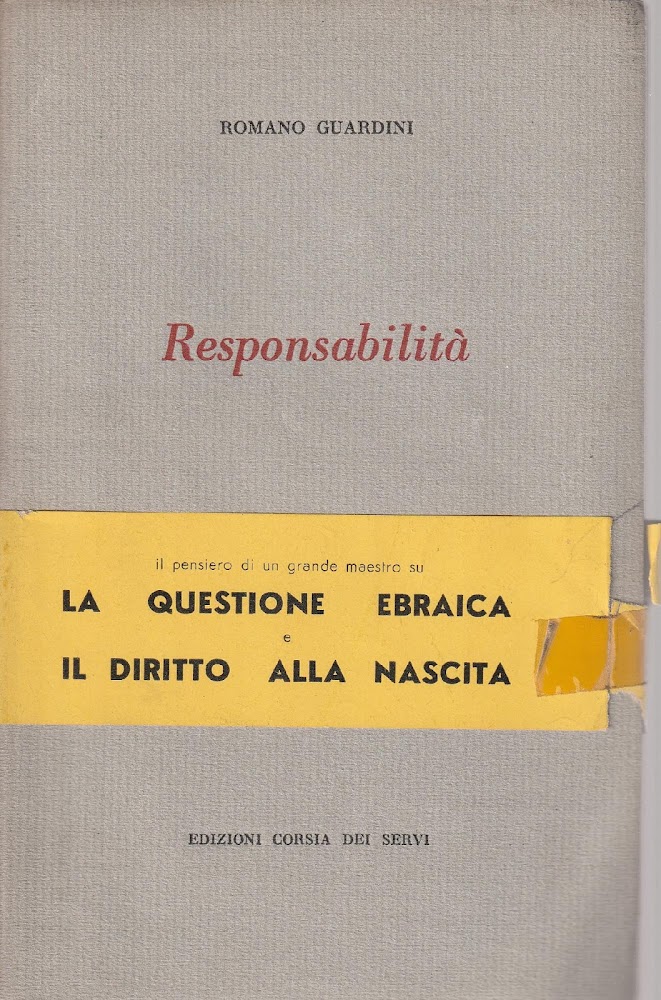 ROMANO GUARDINI
Responsabilità
il pensiero di un grande maestro su
LA QUESTIONE EBRAICA
e
IL DIRITTO ALLA NASCITA
EDIZIONI CORSIA DEI SERVI